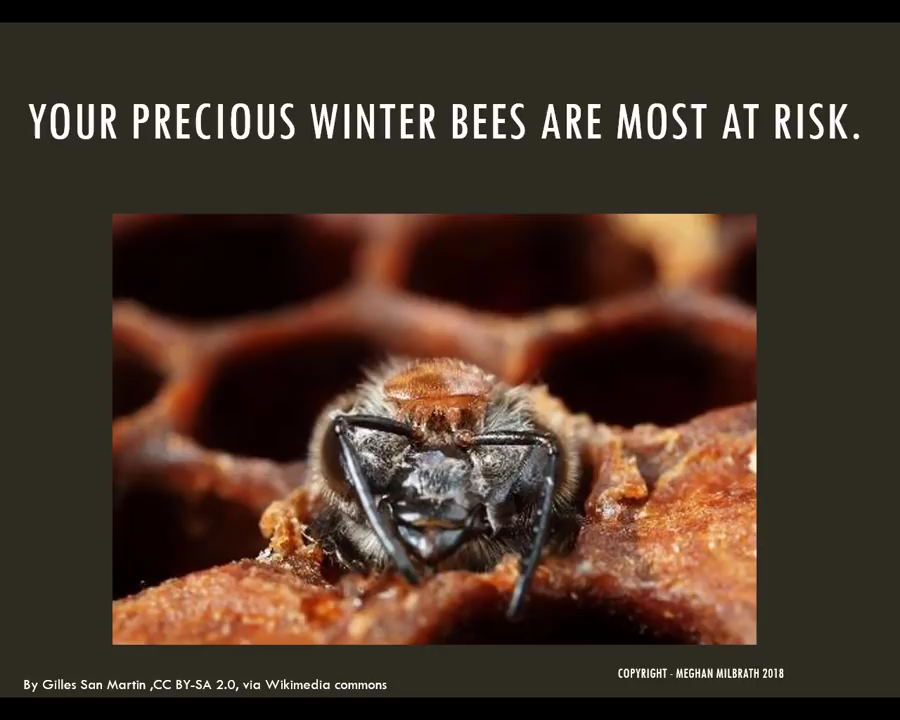 YOUR PRECIOUS WINTER BEES ARE MOST AT RISK.
COPYRIGHT - MEGHAN MILBRATH 2018
By Gilles San Martin ,CC BY-SA 2.0, via Wikimedia commons